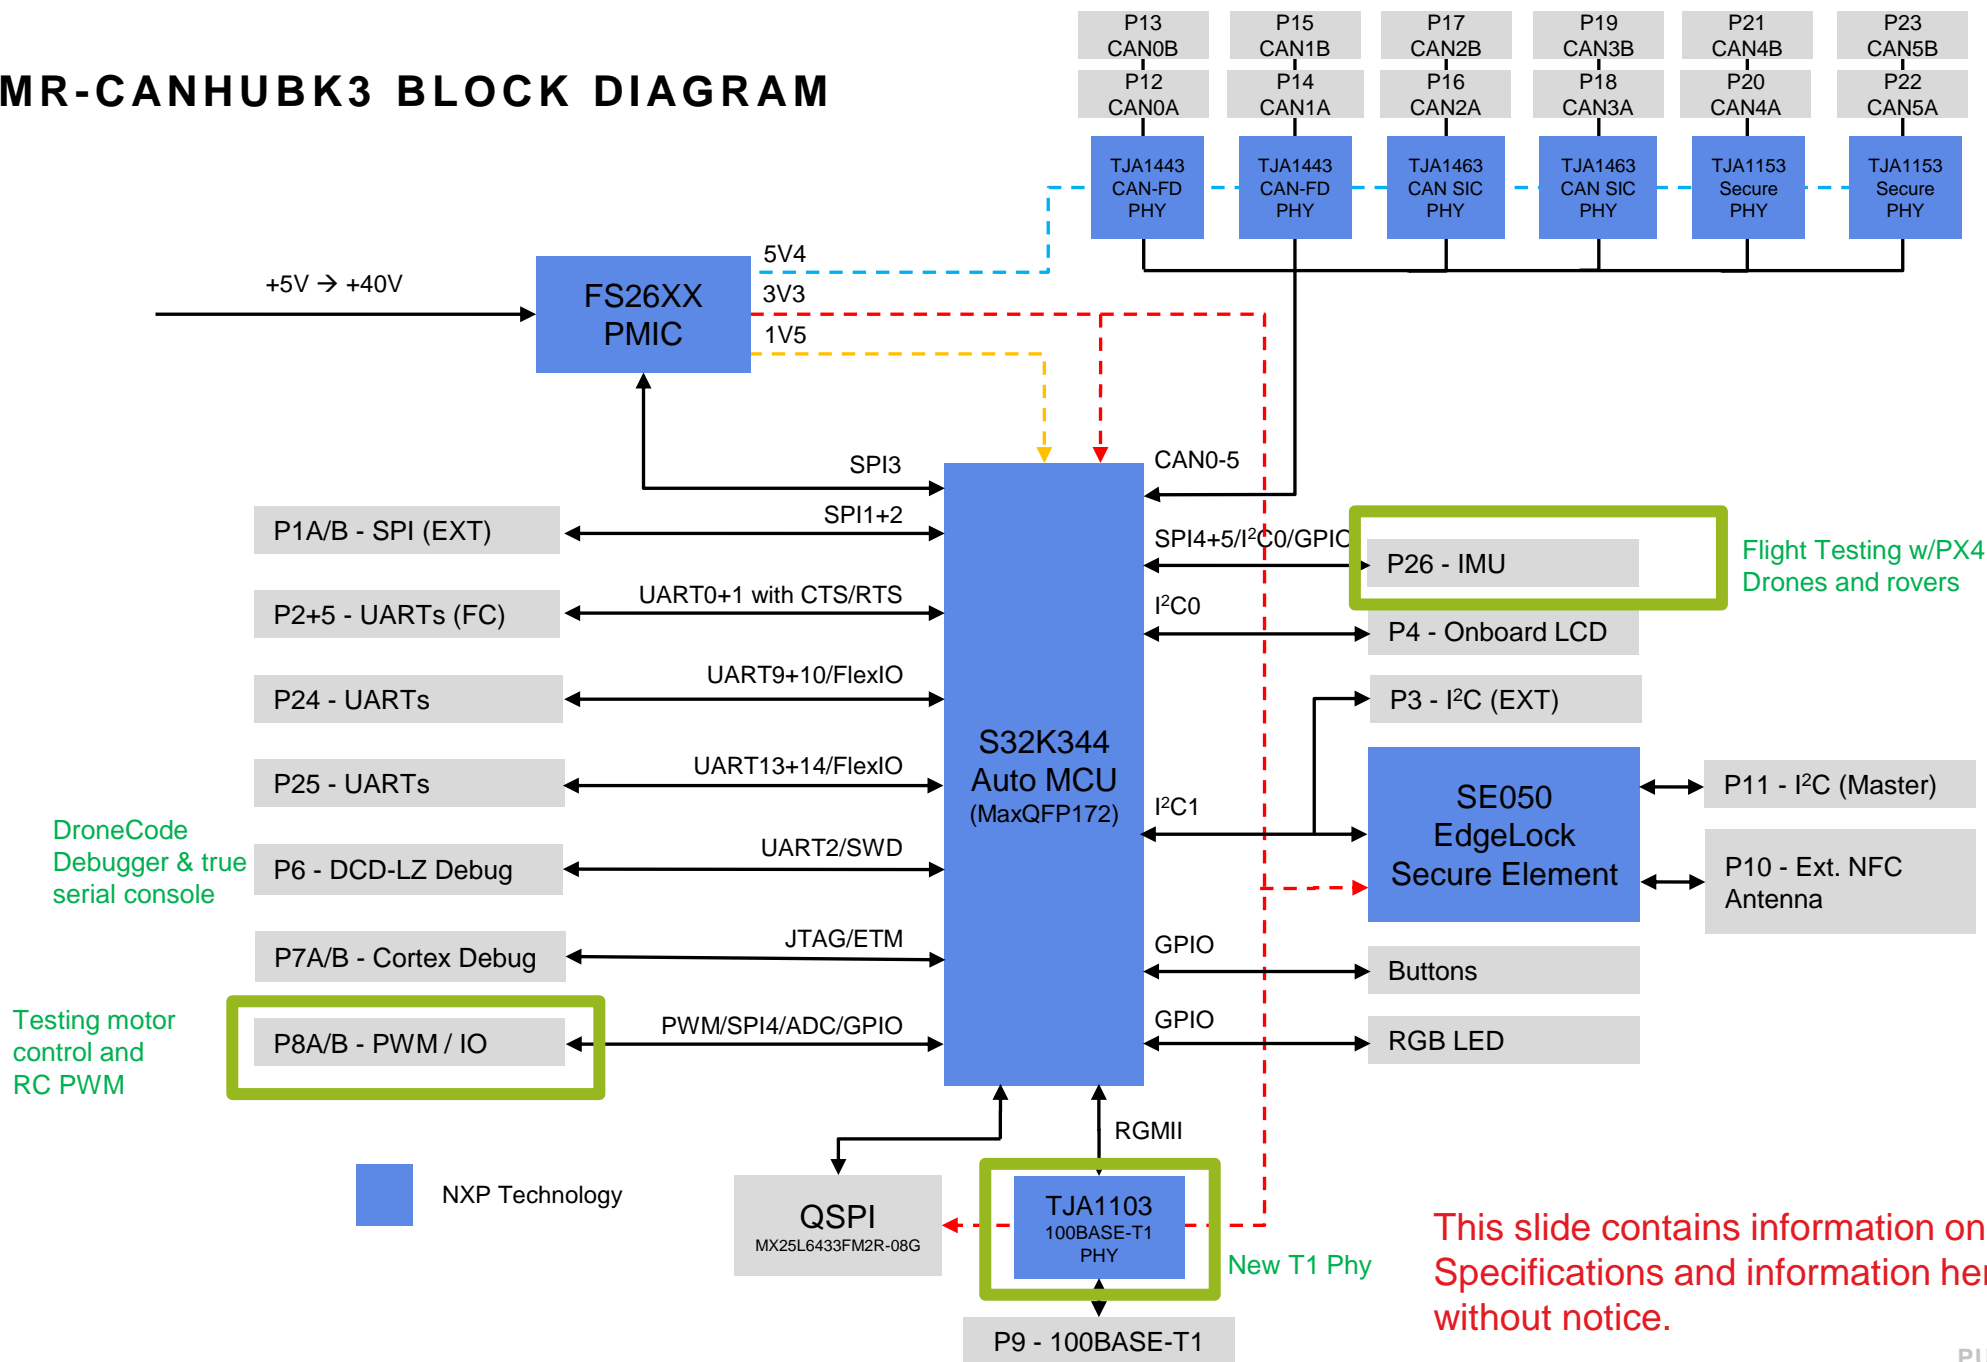 MR-CANHUBK3 BLOCK DIAGRAM
P13
CAN0B
P15
CAN1B
P17
CAN2B
P19
CAN3B
P21
CAN4B
P23
CAN5B
P12
CAN0A
P14
CAN1A
P16
CAN2A
P18
CAN3A
P20
CAN4A
P22
CAN5A
TJA1443
CAN-FD
PHY
TJA1443
CAN-FD
PHY
TJA1463
CAN SIC
PHY
TJA1463
CAN SIC
PHY
TJA1153
Secure
PHY
TJA1153
Secure
PHY
+5V → +40V
FS26XX
PMIC
5V4
3V3
1V5
SPI3
CAN0-5
P1A/B - SPI (EXT)
SPI1+2
SPI4+5/I²C0/GPIO
P26 - IMU
Flight Testing w/PX4
Drones and rovers
P2+5 - UARTs (FC)
UART0+1 with CTS/RTS
I²C0
P4 - Onboard LCD
P24 - UARTs
UART9+10/FlexIO
P3 - I²C (EXT)
P25 - UARTs
UART13+14/FlexIO
S32K344
Auto MCU
(MaxQFP172)
I²C1
SE050
EdgeLock
Secure Element
P11 - I²C (Master)
P10 - Ext. NFC
Antenna
DroneCode
Debugger & true
serial console
P6 - DCD-LZ Debug
UART2/SWD
P7A/B - Cortex Debug
JTAG/ETM
GPIO
Buttons
Testing motor
control and
RC PWM
P8A/B - PWM / IO
PWM/SPI4/ADC/GPIO
GPIO
RGB LED
RGMII
NXP Technology
QSPI
MX25L6433FM2R-08G
TJA1103
100BASE-T1
PHY
New T1 Phy
P9 - 100BASE-T1
This slide contains information on
Specifications and information her
without notice.